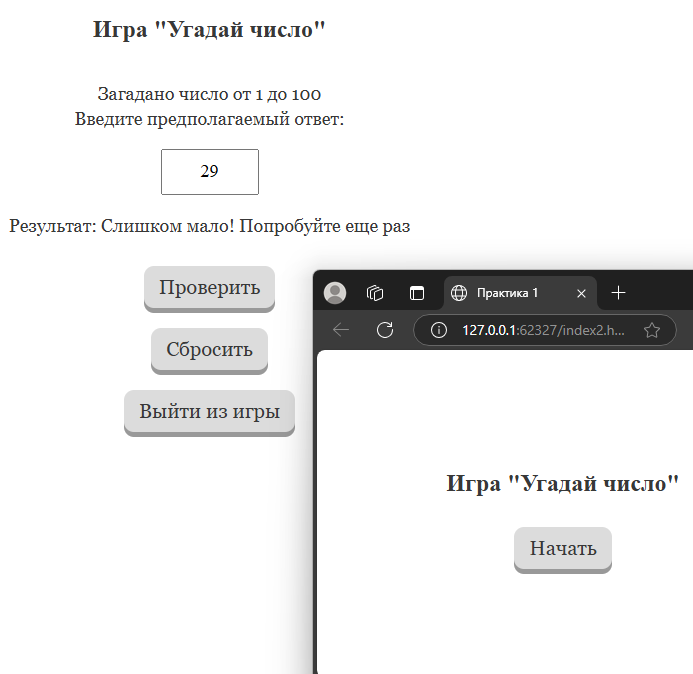 Игра "Угадай число"
Загадано число от 1 до 100
Введите предполагаемый ответ:
29
Результат: Слишком мало! Попробуйте еще раз
Проверить
Сбросить
Выйти из игры
Практика 1
127.0.0.1:62327/index2.h...
Игра "Угадай число"
Начать